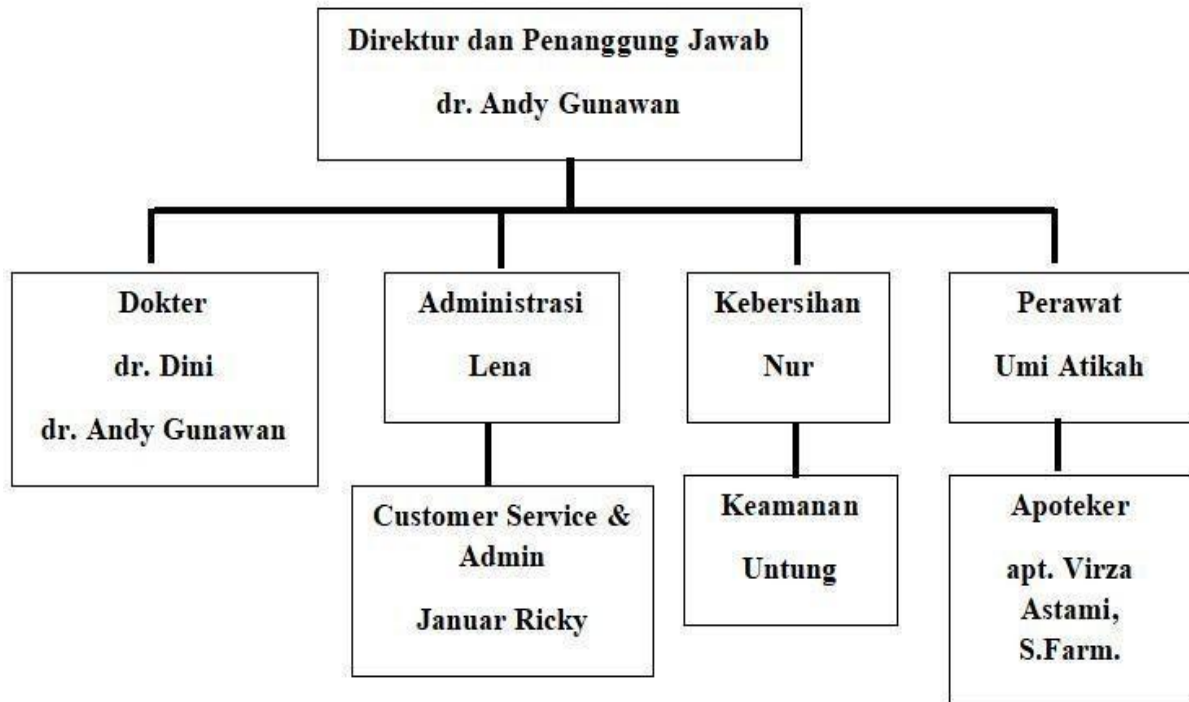 Direktur dan Penanggung Jawab
dr. Andy Gunawan
Dokter
dr. Dini
dr. Andy Gunawan
Administrasi
Lena
Kebersihan
Nur
Perawat
Umi Atikah
Customer Service &
Admin
Januar Ricky
Keamanan
Untung
Apoteker
apt. Virza
Astami,
S.Farm.